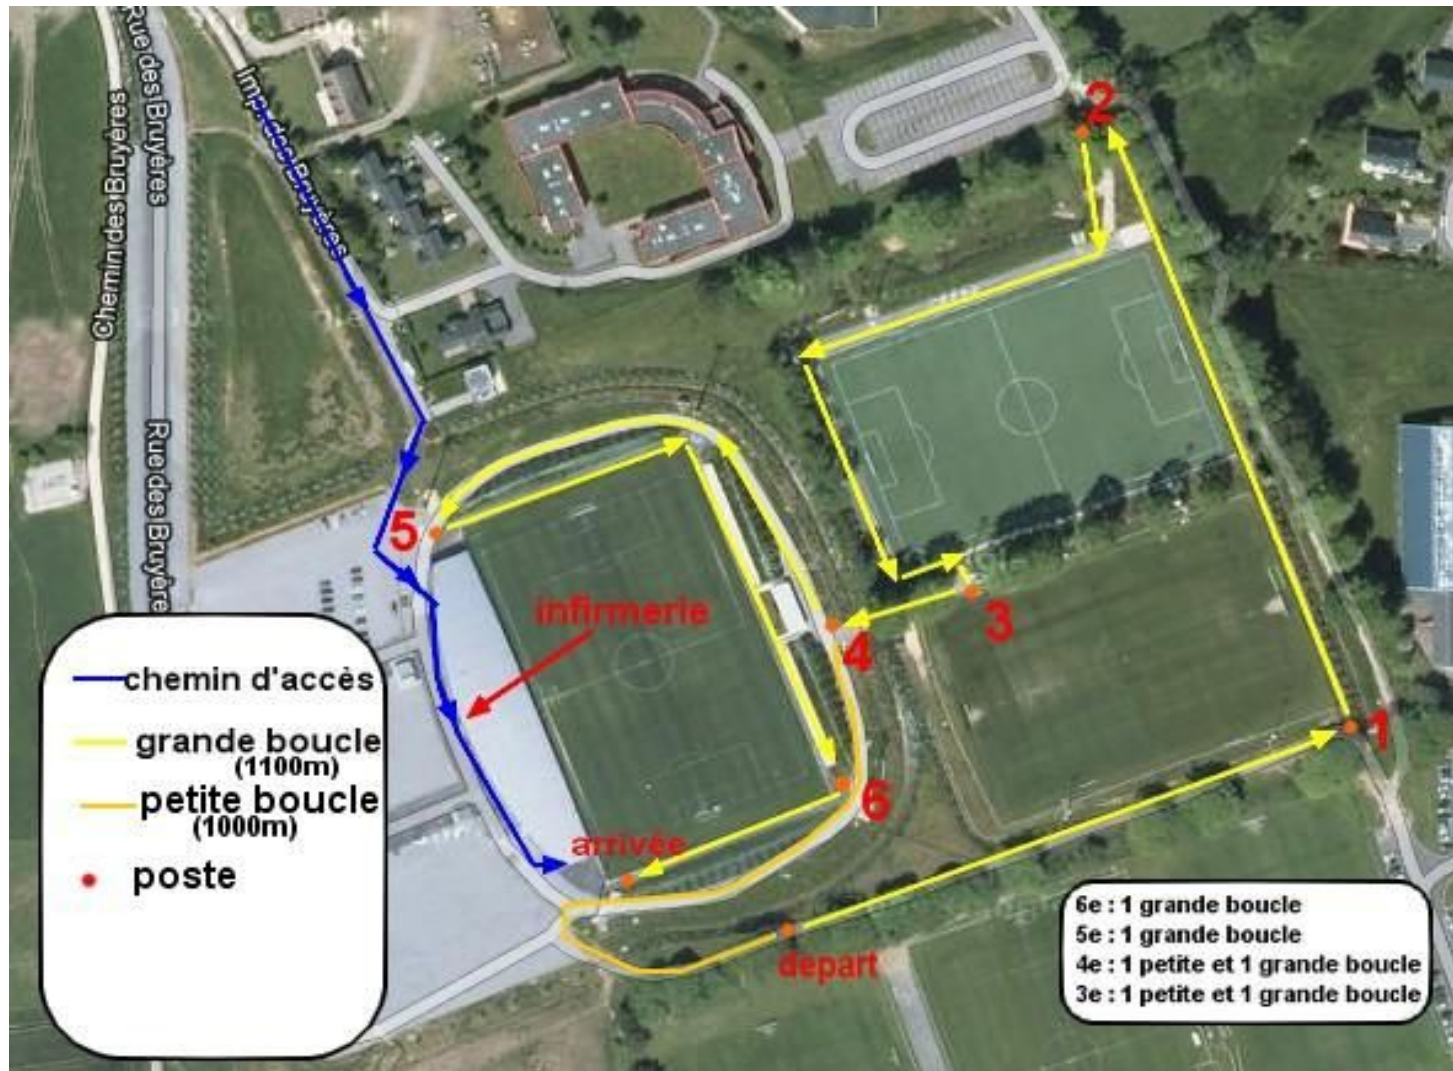 Rue des Bruyères
Imp. des Bruyères
Chemin des Bruyères
Rue des Bruyères
2
5
infirmerie
3
4
1
6
arrivée
depart
chemin d'accès
grande boucle
(1100m)
petite boucle
(1000m)
poste
6e : 1 grande boucle
5e : 1 grande boucle
4e : 1 petite et 1 grande boucle
3e : 1 petite et 1 grande boucle